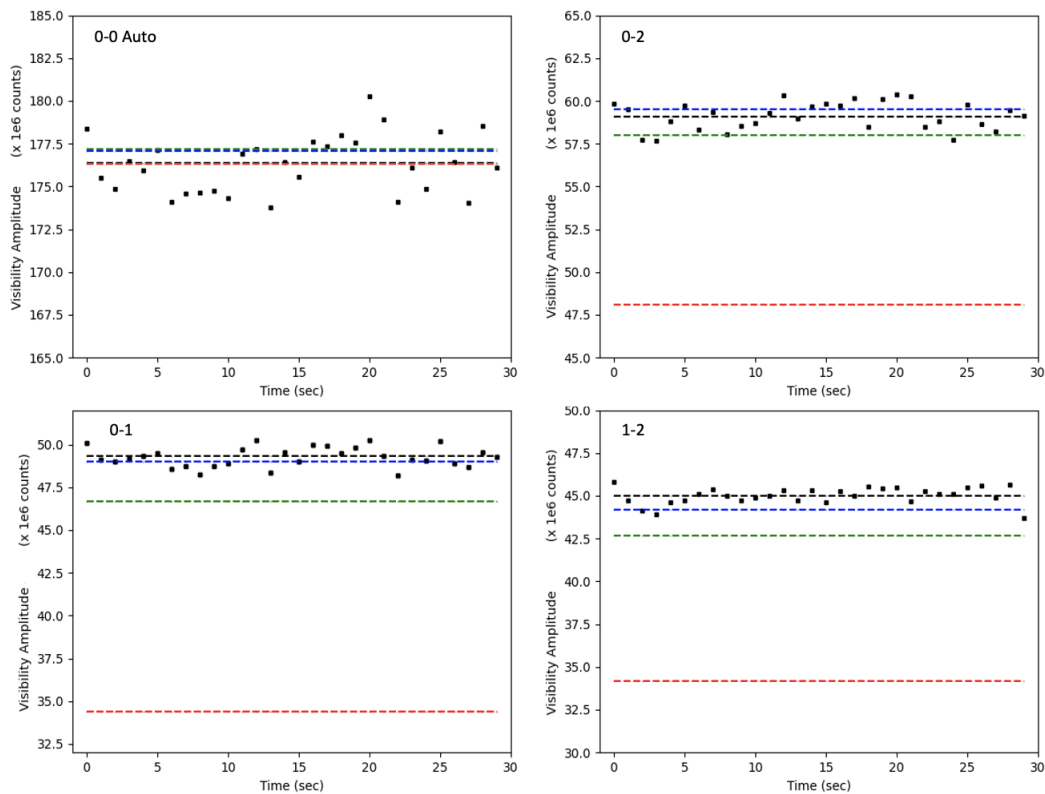 0-0 Auto
185.0
182.5
180.0
177.5
175.0
172.5
170.0
167.5
165.0
Visibility Amplitude (x 1e6 counts)
0 5 10 15 20 25 30
Time (sec)
0-2
65.0
62.5
60.0
57.5
55.0
52.5
50.0
47.5
45.0
Visibility Amplitude (x 1e6 counts)
0 5 10 15 20 25 30
Time (sec)
0-1
50.0
47.5
45.0
42.5
40.0
37.5
35.0
32.5
Visibility Amplitude (x 1e6 counts)
0 5 10 15 20 25 30
Time (sec)
1-2
50.0
47.5
45.0
42.5
40.0
37.5
35.0
32.5
30.0
Visibility Amplitude (x 1e6 counts)
0 5 10 15 20 25 30
Time (sec)